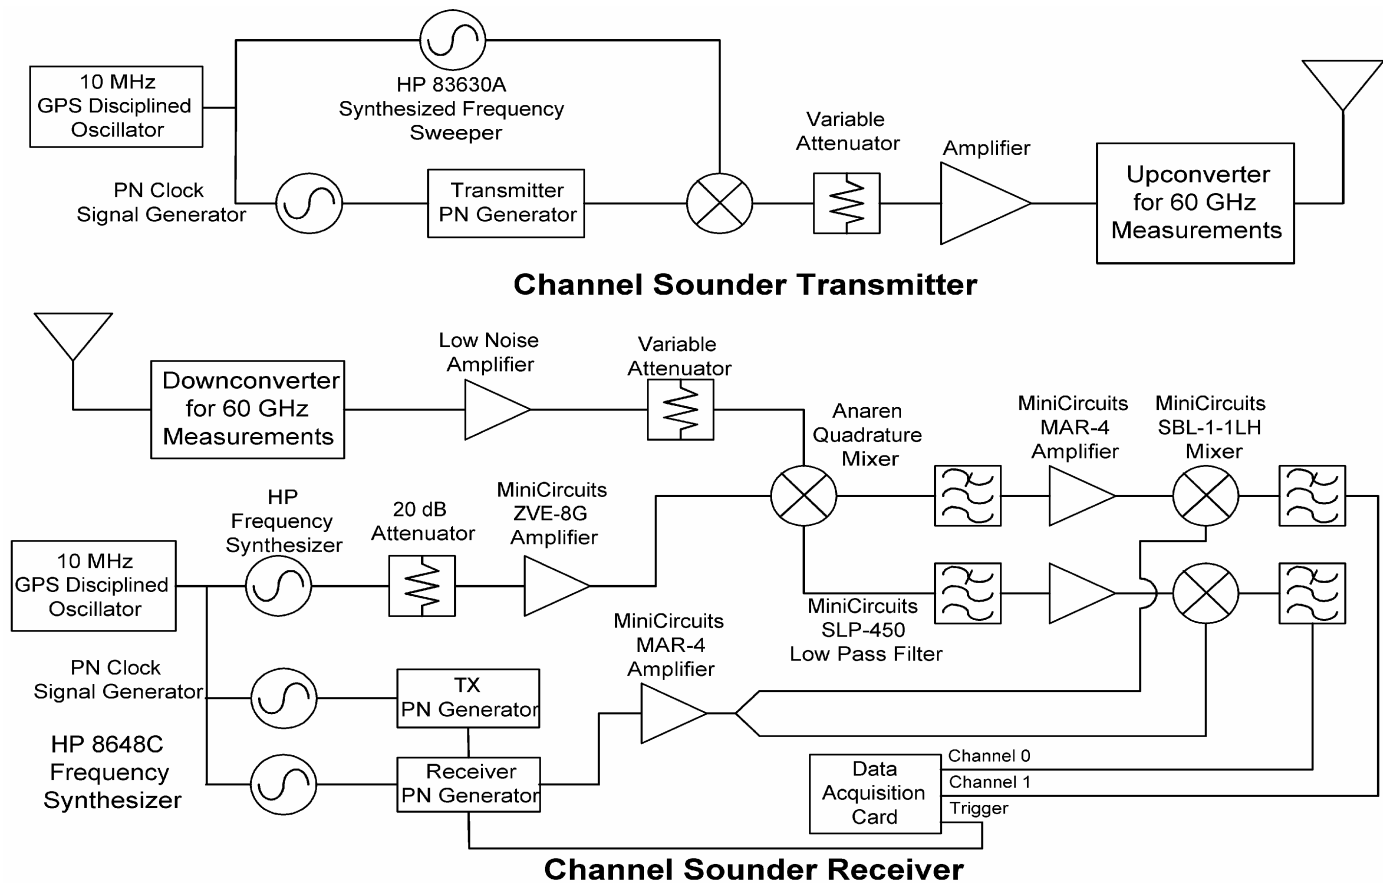 10 MHz
GPS Disciplined
Oscillator
HP 83630A
Synthesized Frequency
Sweeper
PN Clock
Signal Generator
Transmitter
PN Generator
Variable
Attenuator
Amplifier
Upconverter
for 60 GHz
Measurements
Channel Sounder Transmitter
Downconverter
for 60 GHz
Measurements
Low Noise
Amplifier
Variable
Attenuator
Anaren
Quadrature
Mixer
MiniCircuits
MAR-4
Amplifier
MiniCircuits
SBL-1-1LH
Mixer
HP
Frequency
Synthesizer
20 dB
Attenuator
MiniCircuits
ZVE-8G
Amplifier
10 MHz
GPS Disciplined
Oscillator
MiniCircuits
SLP-450
Low Pass Filter
MiniCircuits
MAR-4
Amplifier
PN Clock
Signal Generator
TX
PN Generator
HP 8648C
Frequency
Synthesizer
Receiver
PN Generator
Data
Acquisition
Card
Channel 0
Channel 1
Trigger
Channel Sounder Receiver